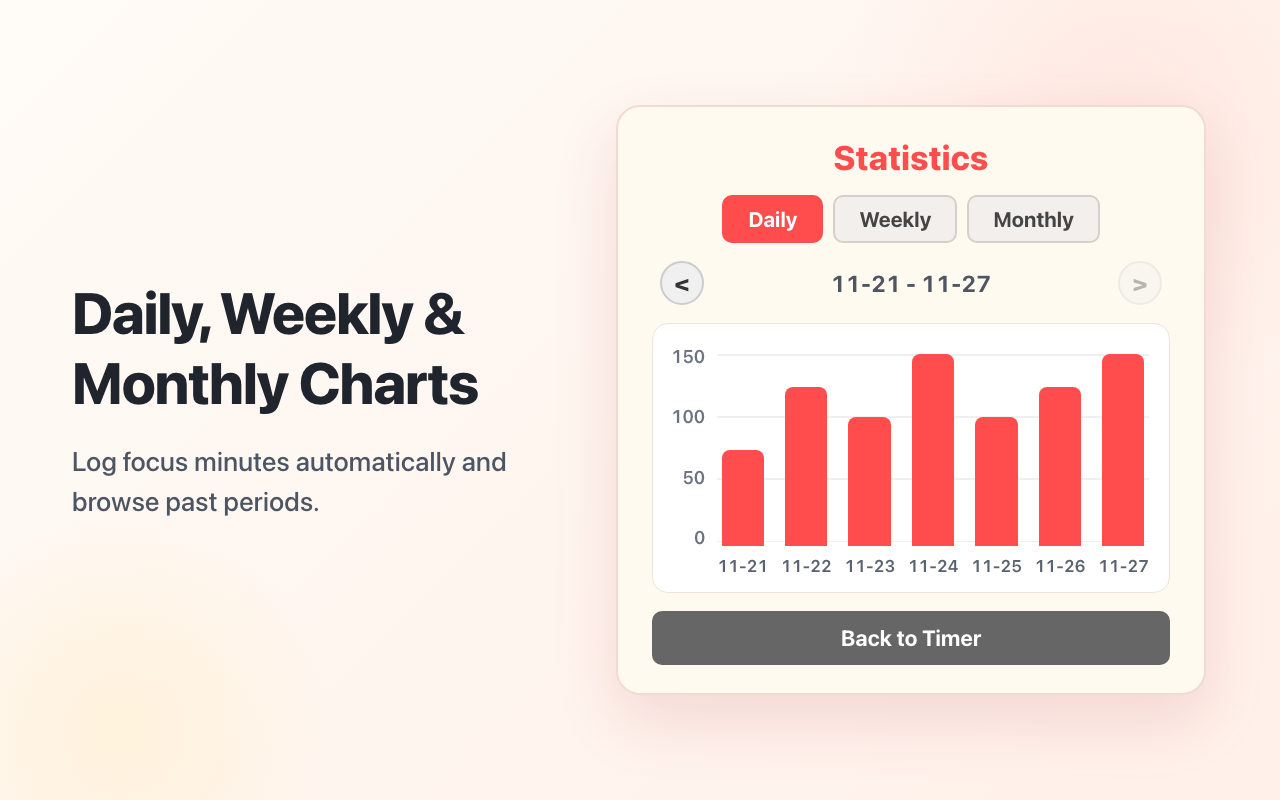 Daily, Weekly &
Monthly Charts
Log focus minutes automatically and
browse past periods.
Statistics
Daily Weekly Monthly
< 11-21 - 11-27 >
150
100
50
0
11-21 11-22 11-23 11-24 11-25 11-26 11-27
Back to Timer